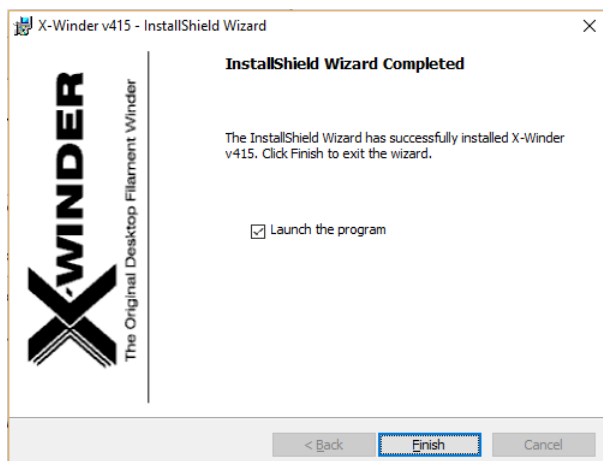 X-Winder v415 - InstallShield Wizard
X-WINDER
The Original Desktop Filament Winder
InstallShield Wizard Completed
The InstallShield Wizard has successfully installed X-Winder
v415. Click Finish to exit the wizard.
Launch the program
< Back
Finish
Cancel